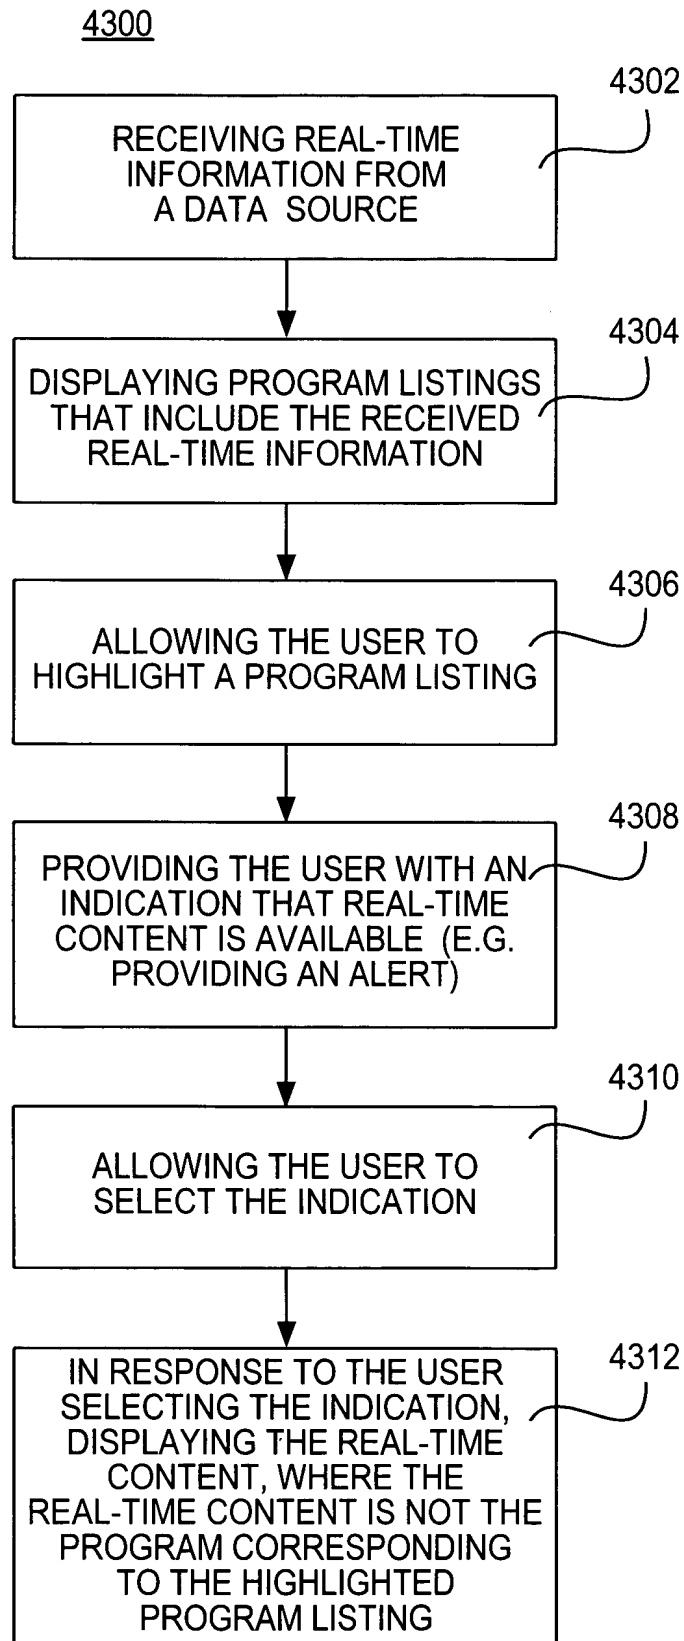 4300
4302
RECEIVING REAL-TIME
INFORMATION FROM
A DATA SOURCE
4304
DISPLAYING PROGRAM LISTINGS
THAT INCLUDE THE RECEIVED
REAL-TIME INFORMATION
4306
ALLOWING THE USER TO
HIGHLIGHT A PROGRAM LISTING
4308
PROVIDING THE USER WITH AN
INDICATION THAT REAL-TIME
CONTENT IS AVAILABLE (E.G.
PROVIDING AN ALERT)
4310
ALLOWING THE USER TO
SELECT THE INDICATION
4312
IN RESPONSE TO THE USER
SELECTING THE INDICATION,
DISPLAYING THE REAL-TIME
CONTENT, WHERE THE
REAL-TIME CONTENT IS NOT THE
PROGRAM CORRESPONDING
TO THE HIGHLIGHTED
PROGRAM LISTING